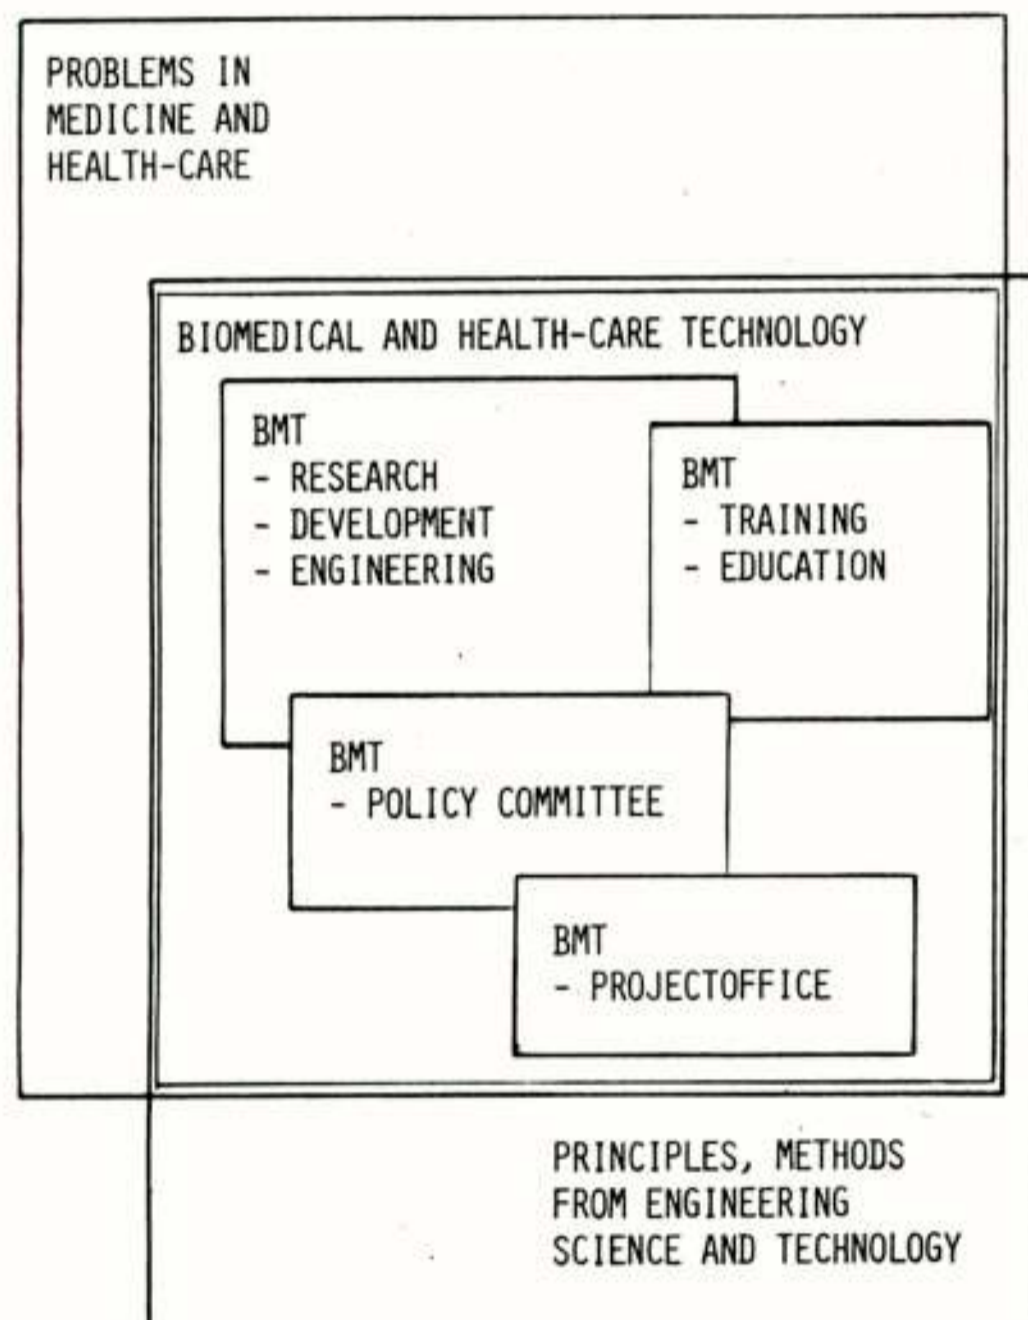 PROBLEMS IN
MEDICINE AND
HEALTH-CARE
BIOMEDICAL AND HEALTH-CARE TECHNOLOGY
BMT
- RESEARCH
- DEVELOPMENT
- ENGINEERING
BMT
- TRAINING
- EDUCATION
BMT
- POLICY COMMITTEE
BMT
- PROJECTOFFICE
PRINCIPLES, METHODS
FROM ENGINEERING
SCIENCE AND TECHNOLOGY